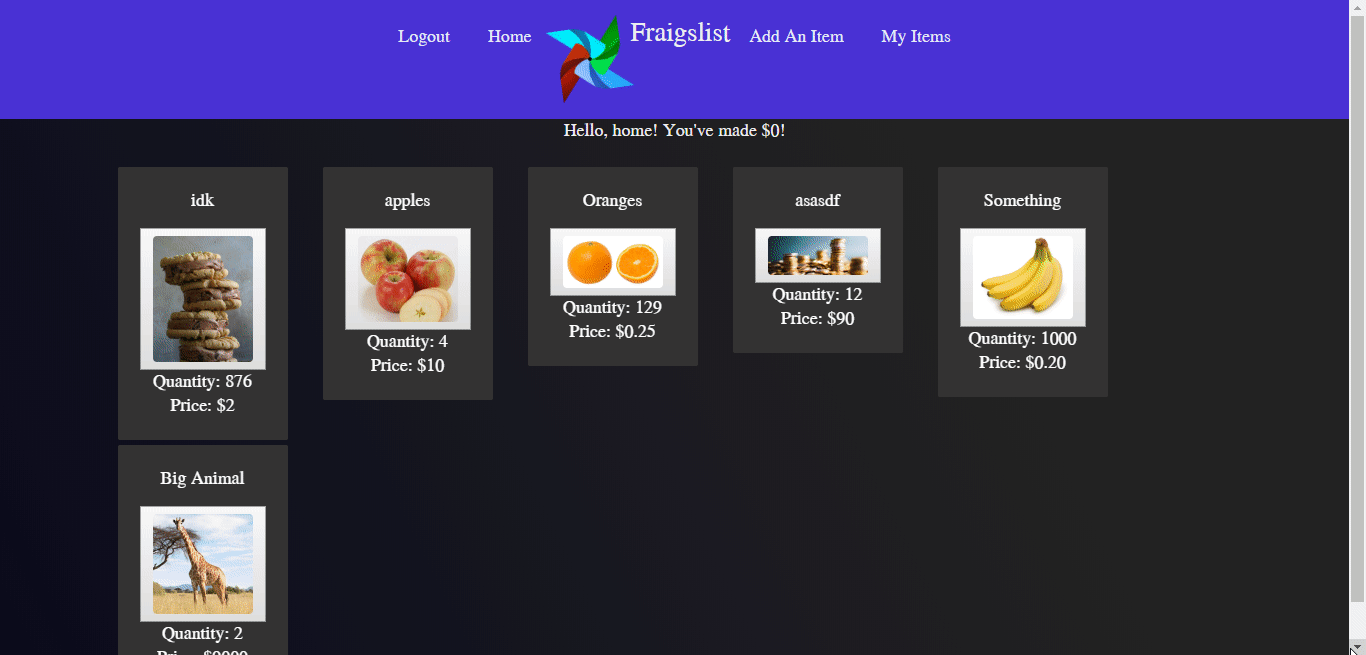 Logout Home Fraigslist Add An Item My Items
Hello, home! You've made $0!
idk
Quantity: 876
Price: $2
apples
Quantity: 4
Price: $10
Oranges
Quantity: 129
Price: $0.25
asasdf
Quantity: 12
Price: $90
Something
Quantity: 1000
Price: $0.20
Big Animal
Quantity: 2